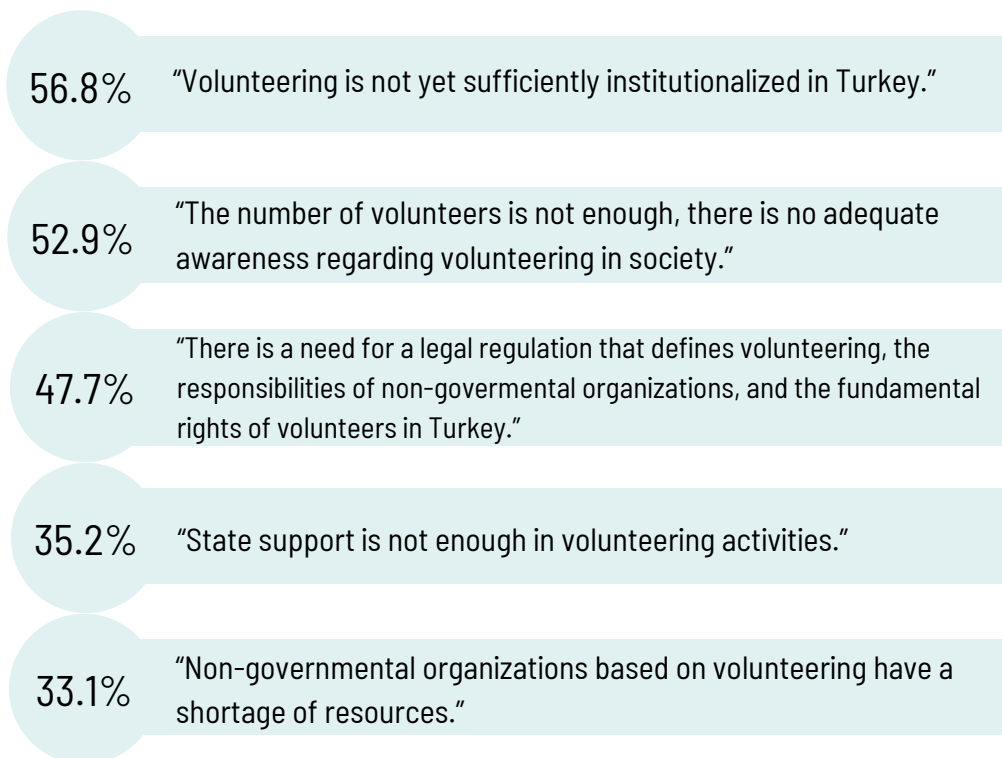 56.8%
“Volunteering is not yet sufficiently institutionalized in Turkey.”
52.9%
“The number of volunteers is not enough, there is no adequate
awareness regarding volunteering in society.”
47.7%
“There is a need for a legal regulation that defines volunteering, the
responsibilities of non-govermental organizations, and the fundamental
rights of volunteers in Turkey.”
35.2%
“State support is not enough in volunteering activities.”
33.1%
“Non-governmental organizations based on volunteering have a
shortage of resources.”